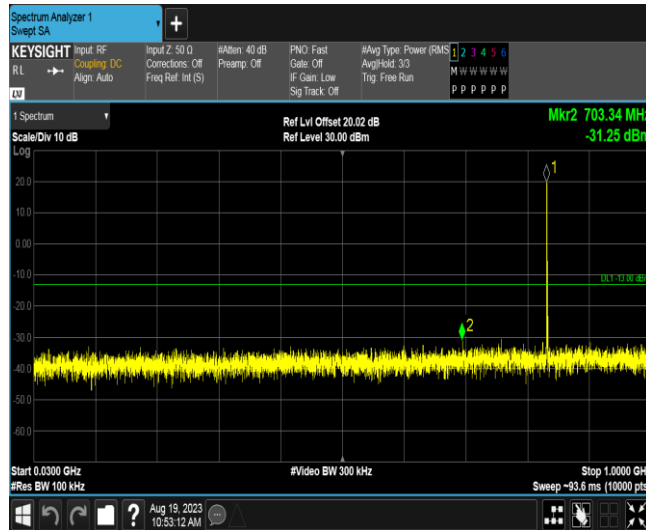 Spectrum Analyzer 1
Swept SA
+
KEYSIGHT
RL
LXI
Input: RF
Coupling: DC
Align: Auto
Input Z: 50 Ω
Corrections: Off
Freq Ref: Int (S)
#Atten: 40 dB
Preamp: Off
PNO: Fast
Gate: Off
IF Gain: Low
Sig Track: Off
#Avg Type: Power (RMS
Avg|Hold: 3/3
Trig: Free Run
1 2 3 4 5 6
M W W W W W
P P P P P P
1 Spectrum
Scale/Div 10 dB
Log
Ref Lvl Offset 20.02 dB
Ref Level 30.00 dBm
Mkr2 703.34 MHz
-31.25 dBm
1
20.0
10.0
0.00
-10.0
DL1 -13.00 dBm
-20.0
2
-30.0
-40.0
-50.0
-60.0
Start 0.0300 GHz
#Res BW 100 kHz
#Video BW 300 kHz
Stop 1.0000 GHz
Sweep ~93.6 ms (10000 pts
?
Aug 19, 2023
10:53:12 AM